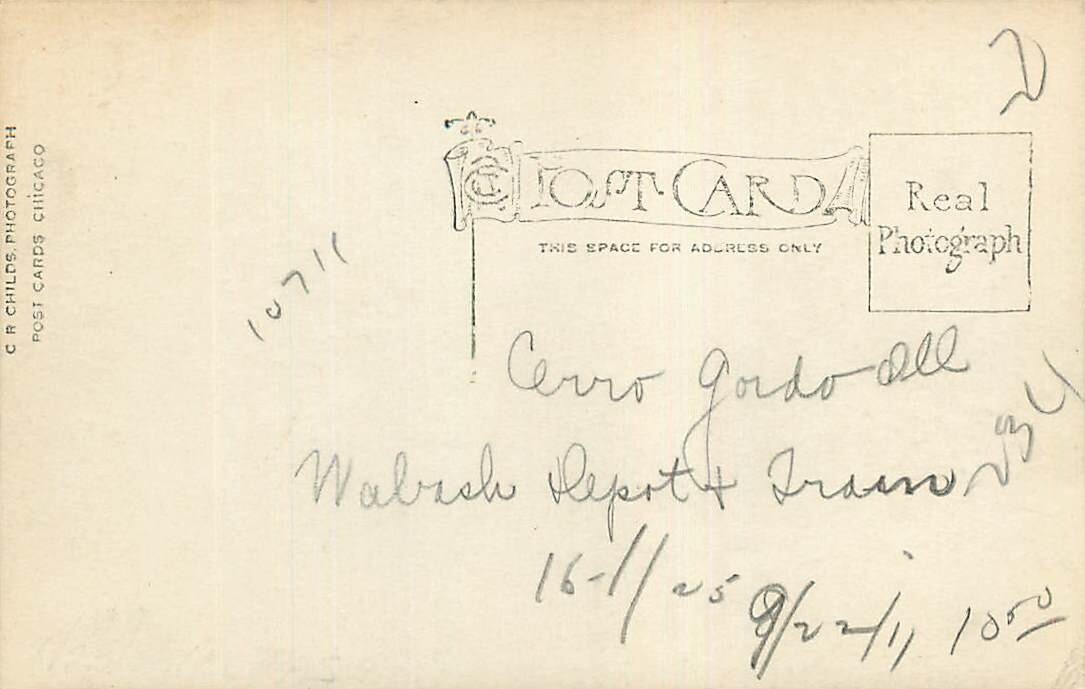 C R CHILDS, PHOTOGRAPH
POST CARDS CHICAGO
POST CARD
THIS SPACE FOR ADDRESS ONLY
Real
Photograph
10711
Cerro Gordo Ill
Wabash Depot + Train
16-1/25 9/22/11 1050